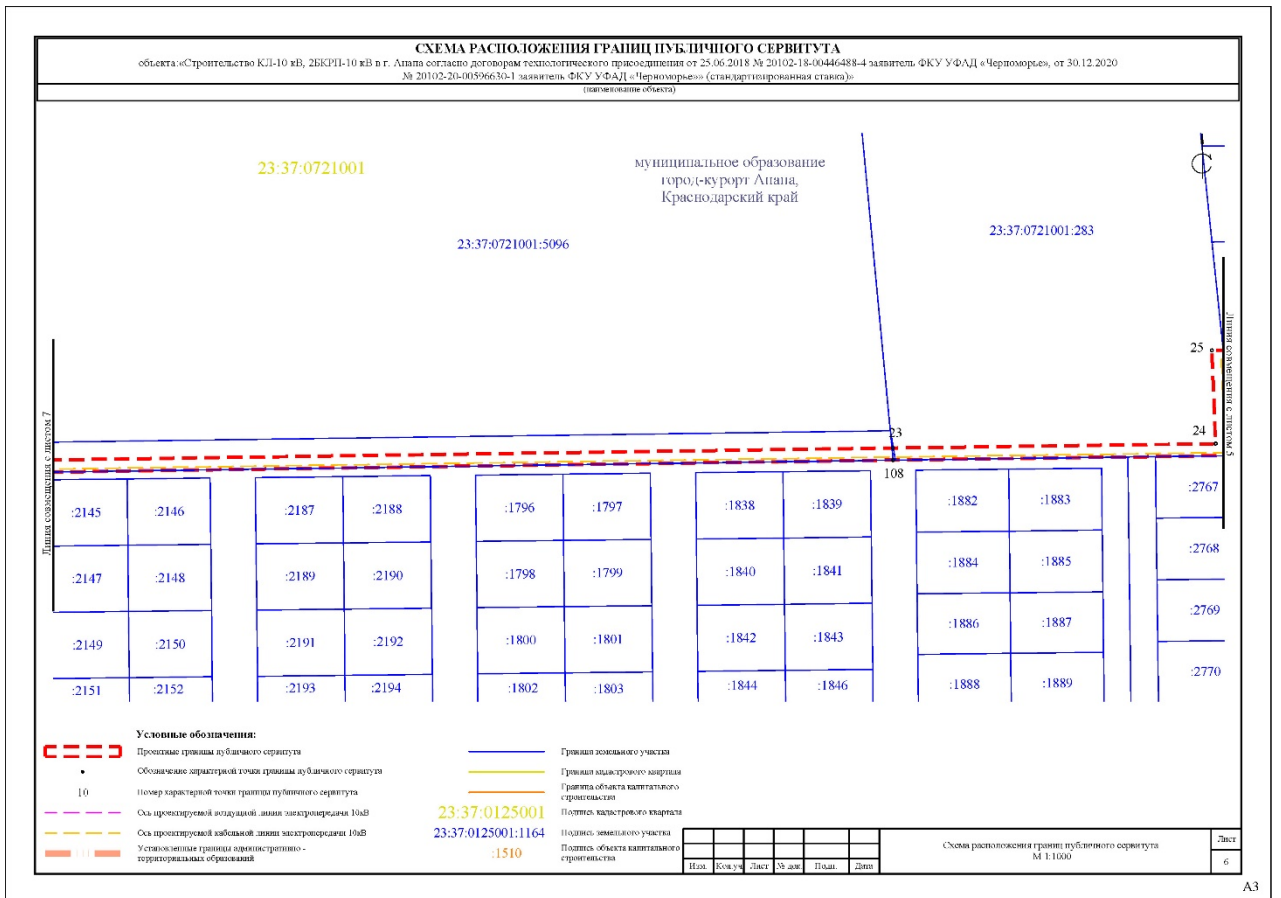 СХЕМА РАСПОЛОЖЕНИЯ ГРАНИЦ ПУБЛИЧНОГО СЕРВИТУТА
объекта:«Строительство КЛ-10 кВ, 2БКРП-10 кВ в г. Анапа согласно договорам технологического присоединения от 25.06.2018 № 20102-18-00446488-4 заявитель ФКУ УФАД «Черноморье», от 30.12.2020
№ 20102-20-00596630-1 заявитель ФКУ УФАД «Черноморье»» (стандартизированная ставка)»
(наименование объекта)
23:37:0721001
муниципальное образование
город-курорт Анапа,
Краснодарский край
23:37:0721001:5096
23:37:0721001:283
25
24
23
108
Линия совмещения с листом 7
Линия совмещения с листом 5
:2145 :2146 :2187 :2188 :1796 :1797 :1838 :1839 :1882 :1883 :2767
:2147 :2148 :2189 :2190 :1798 :1799 :1840 :1841 :1884 :1885 :2768
:2149 :2150 :2191 :2192 :1800 :1801 :1842 :1843 :1886 :1887 :2769
:2151 :2152 :2193 :2194 :1802 :1803 :1844 :1846 :1888 :1889 :2770
Условные обозначения:
Проектные границы публичного сервитута
Обозначение характерной точки границы публичного сервитута
10 Номер характерной точки границы публичного сервитута
Ось проектируемой воздушной линии электропередачи 10кВ
Ось проектируемой кабельной линии электропередачи 10кВ
Установленные границы административно -
территориальных образований
Граница земельного участка
Граница кадастрового квартала
Граница объекта капитального
строительства
23:37:0125001 Подпись кадастрового квартала
23:37:0125001:1164 Подпись земельного участка
:1510 Подпись объекта капитального
строительства
Изм. Кол.уч Лист № док. Подп. Дата
Схема расположения границ публичного сервитута
М 1:1000
Лист
6
А3